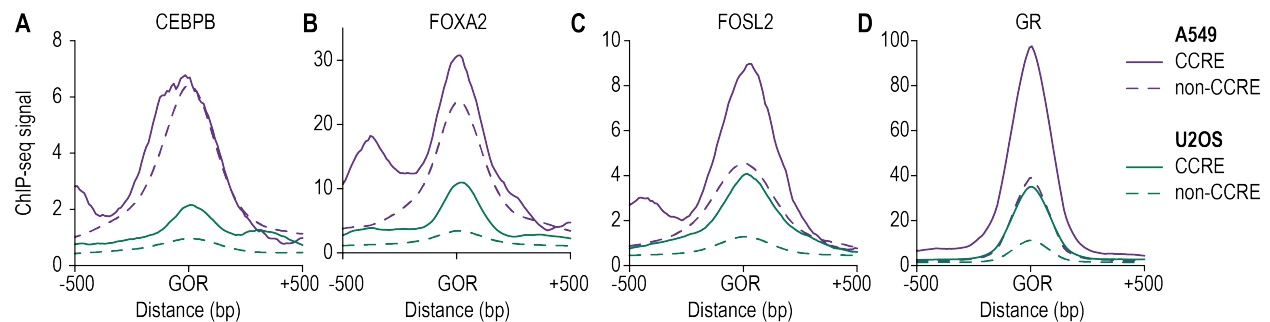 A CEBPB
8
6
4
2
0
ChIP-seq signal
-500 GOR +500
Distance (bp)
B FOXA2
30
20
10
0
-500 GOR +500
Distance (bp)
C FOSL2
10
8
6
4
2
0
-500 GOR +500
Distance (bp)
D GR
100
80
60
40
20
0
-500 GOR +500
Distance (bp)
A549
CCRE
non-CCRE
U2OS
CCRE
non-CCRE